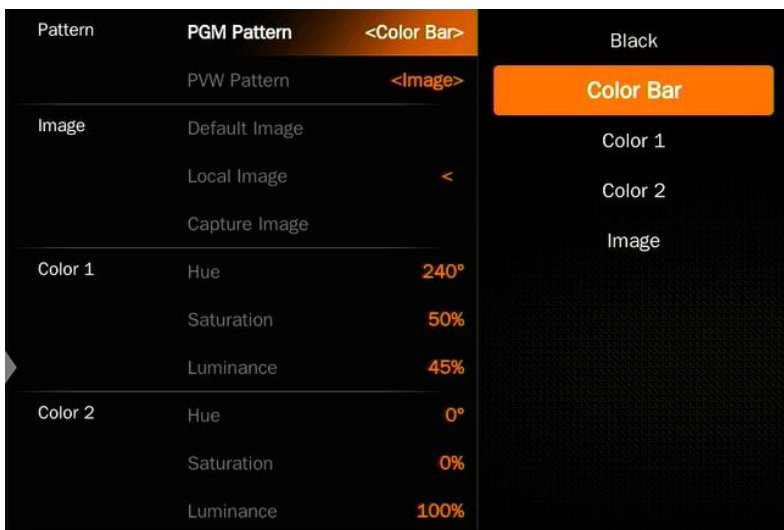 Pattern PGM Pattern <Color Bar>
PVW Pattern <Image>
Image Default Image
Local Image <
Capture Image
Color 1 Hue 240°
Saturation 50%
Luminance 45%
Color 2 Hue 0°
Saturation 0%
Luminance 100%
Black
Color Bar
Color 1
Color 2
Image